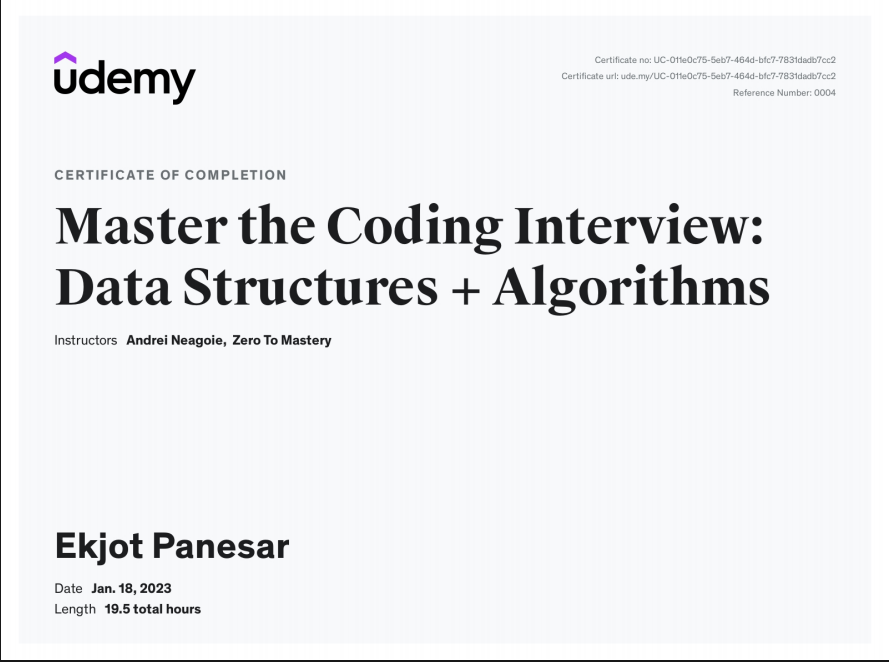 udemy
Certificate no: UC-011e0c75-5eb7-464d-bfc7-7831dadb7cc2
Certificate url: ude.my/UC-011e0c75-5eb7-464d-bfc7-7831dadb7cc2
Reference Number: 0004
CERTIFICATE OF COMPLETION
Master the Coding Interview:
Data Structures + Algorithms
Instructors Andrei Neagoie, Zero To Mastery
Ekjot Panesar
Date Jan. 18, 2023
Length 19.5 total hours